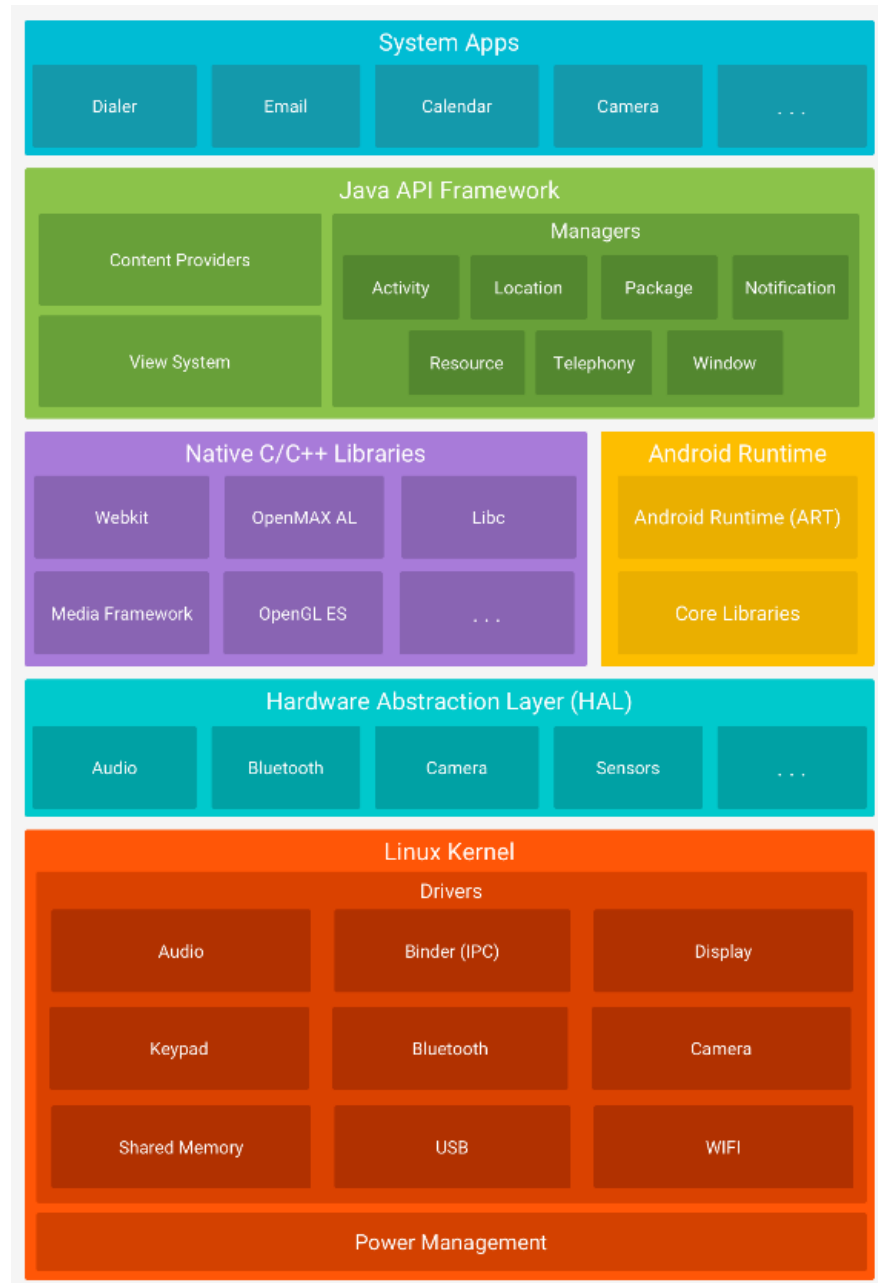 System Apps
Dialer
Email
Calendar
Camera
. . .
Java API Framework
Content Providers
View System
Managers
Activity
Location
Package
Notification
Resource
Telephony
Window
Native C/C++ Libraries
Webkit
OpenMAX AL
Libc
Media Framework
OpenGL ES
. . .
Android Runtime
Android Runtime (ART)
Core Libraries
Hardware Abstraction Layer (HAL)
Audio
Bluetooth
Camera
Sensors
. . .
Linux Kernel
Drivers
Audio
Binder (IPC)
Display
Keypad
Bluetooth
Camera
Shared Memory
USB
WIFI
Power Management